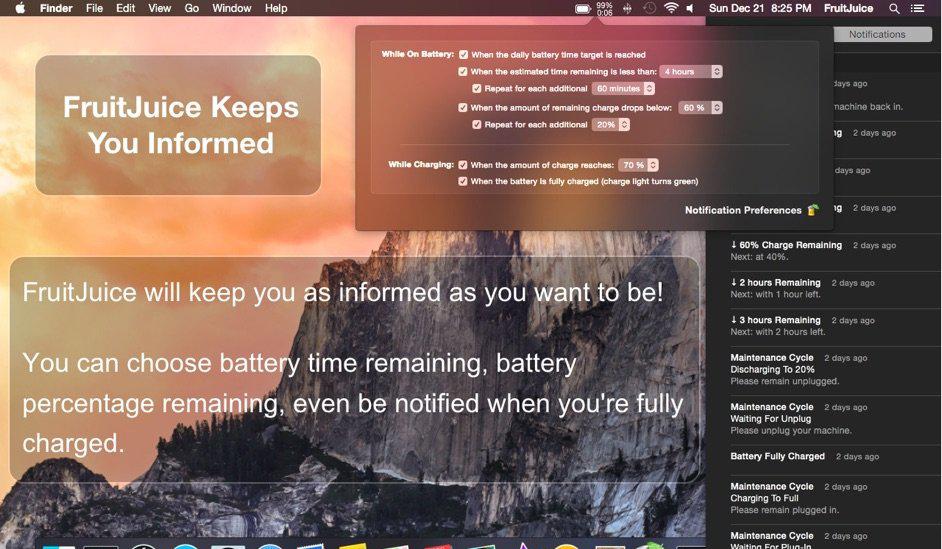 Finder File Edit View Go Window Help
99%
0:06
Sun Dec 21 8:25 PM FruitJuice
FruitJuice Keeps
You Informed
While On Battery: When the daily battery time target is reached
When the estimated time remaining is less than: 4 hours
Repeat for each additional 60 minutes
When the amount of remaining charge drops below: 60 %
Repeat for each additional 20%
While Charging: When the amount of charge reaches: 70 %
When the battery is fully charged (charge light turns green)
Notification Preferences
FruitJuice will keep you as informed as you want to be!
You can choose battery time remaining, battery
percentage remaining, even be notified when you're fully
charged.
Notifications
days ago
machine back in.
ng 2 days ago
days ago
ng 2 days ago
↓ 60% Charge Remaining 2 days ago
Next: at 40%.
↓ 2 hours Remaining 2 days ago
Next: with 1 hour left.
↓ 3 hours Remaining 2 days ago
Next: with 2 hours left.
Maintenance Cycle 2 days ago
Discharging To 20%
Please remain unplugged.
Maintenance Cycle 2 days ago
Waiting For Unplug
Please unplug your machine.
Battery Fully Charged 2 days ago
Maintenance Cycle 2 days ago
Charging To Full
Please remain plugged in.
Maintenance Cycle 2 days ago
Waiting For Plug-In